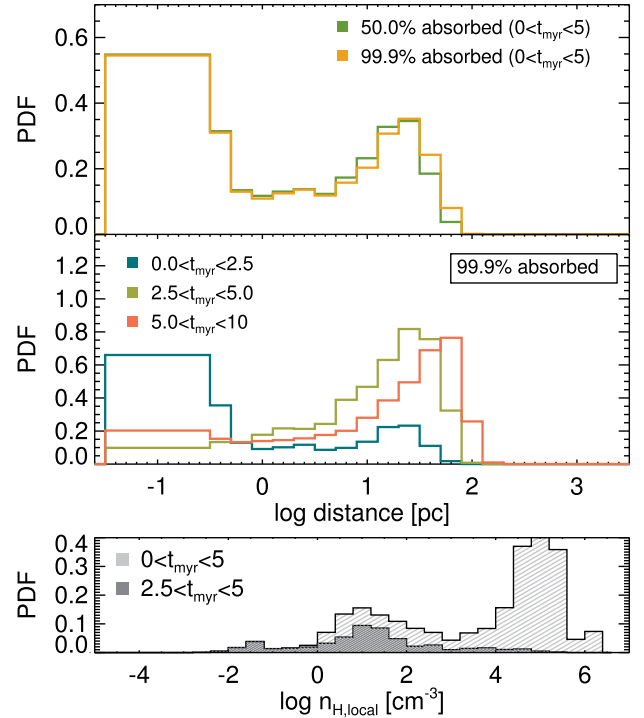 50.0% absorbed (0<t_myr<5)
99.9% absorbed (0<t_myr<5)
PDF
0.6
0.4
0.2
0.0
0.0<t_myr<2.5
2.5<t_myr<5.0
5.0<t_myr<10
99.9% absorbed
PDF
1.2
1.0
0.8
0.6
0.4
0.2
0.0
-1 0 1 2 3
log distance [pc]
0<t_myr<5
2.5<t_myr<5
PDF
0.4
0.3
0.2
0.1
0.0
-4 -2 0 2 4 6
log n_H,local [cm^-3]